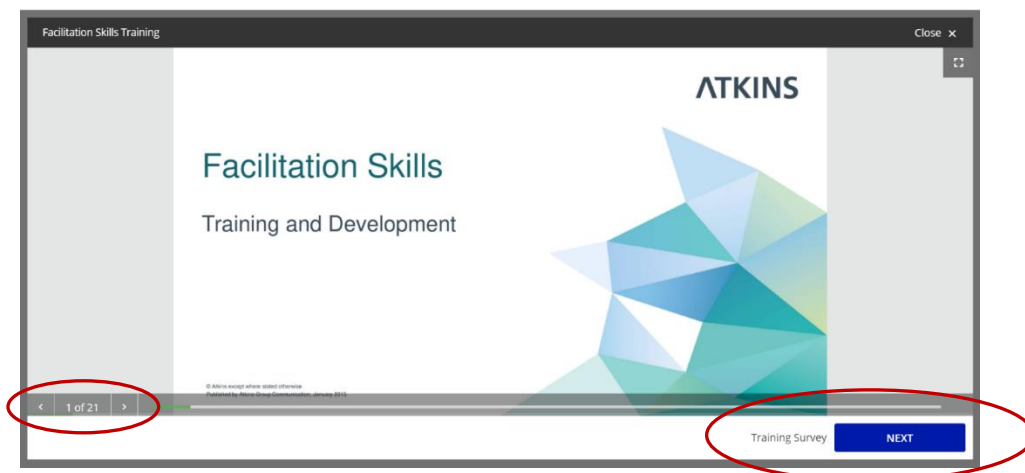 Facilitation Skills Training
Close ×
ATKINS
Facilitation Skills
Training and Development
© Atkins except where stated otherwise
Published by Atkins Group Communication, January 2015
< 1 of 21 >
Training Survey
NEXT